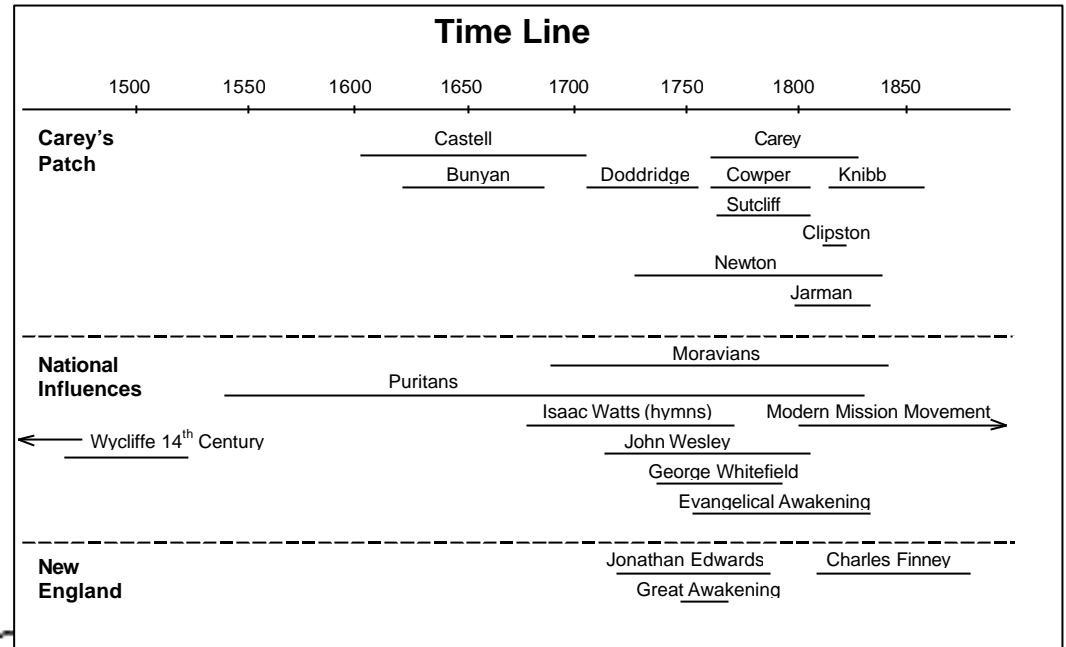 Time Line
1500 1550 1600 1650 1700 1750 1800 1850
Carey's
Patch
Castell Carey
Bunyan Doddridge Cowper Knibb
Sutcliff
Clipston
Newton
Jarman
National
Influences
Moravians
Puritans
Isaac Watts (hymns) Modern Mission Movement
Wycliffe 14th Century John Wesley
George Whitefield
Evangelical Awakening
New
England
Jonathan Edwards Charles Finney
Great Awakening